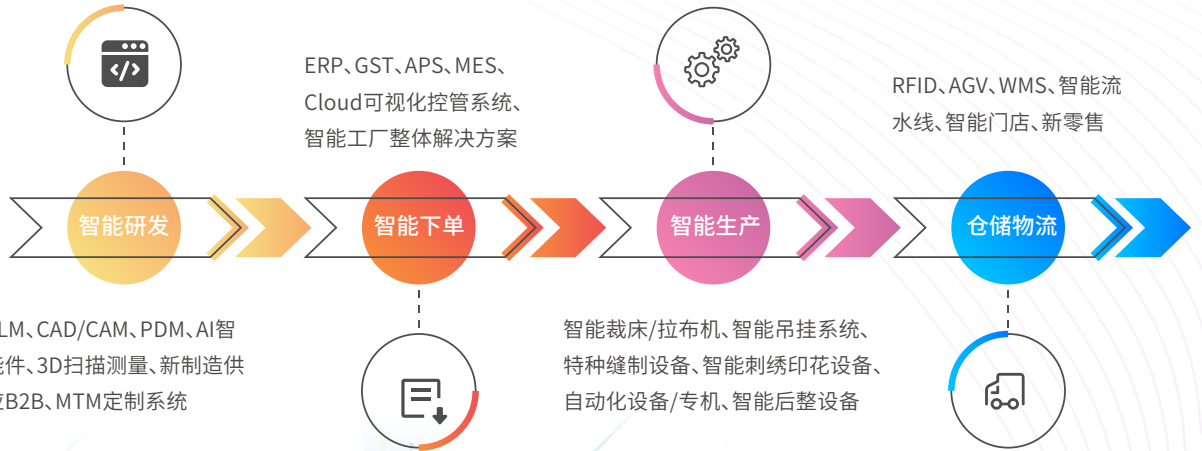 </>
ERP、GST、APS、MES、
Cloud可视化控管系统、
智能工厂整体解决方案
RFID、AGV、WMS、智能流
水线、智能门店、新零售
智能研发
智能下单
智能生产
仓储物流
LM、CAD/CAM、PDM、AI智
能件、3D扫描测量、新制造供
应B2B、MTM定制系统
智能裁床/拉布机、智能吊挂系统、
特种缝制设备、智能刺绣印花设备、
自动化设备/专机、智能后整设备